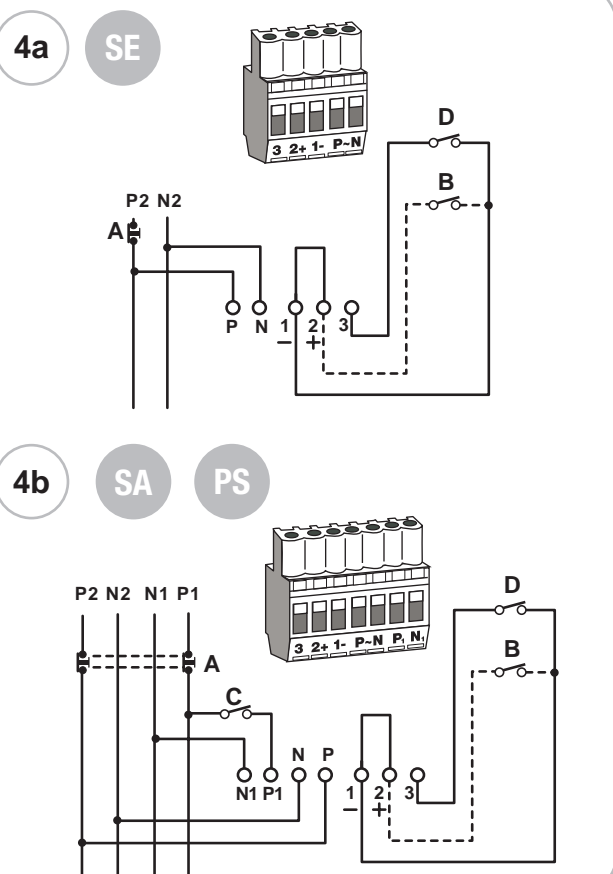 4a SE
3 2+ 1- P~N
D
P2 N2
B
A
P N 1 2 3
− +
4b SA PS
P2 N2 N1 P1
3 2+ 1- P~N P₁ N₁
D
A
B
C
N P
N1 P1 1 2 3
− +